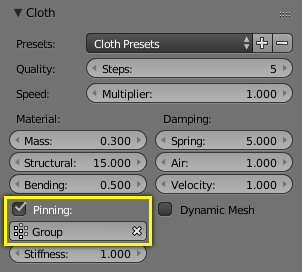 Cloth
Presets: Cloth Presets
Quality: Steps: 5
Speed: Multiplier: 1.000
Material: Damping:
Mass: 0.300 Spring: 5.000
Structural: 15.000 Air: 1.000
Bending: 0.500 Velocity: 1.000
Pinning: Dynamic Mesh
Group
Stiffness: 1.000